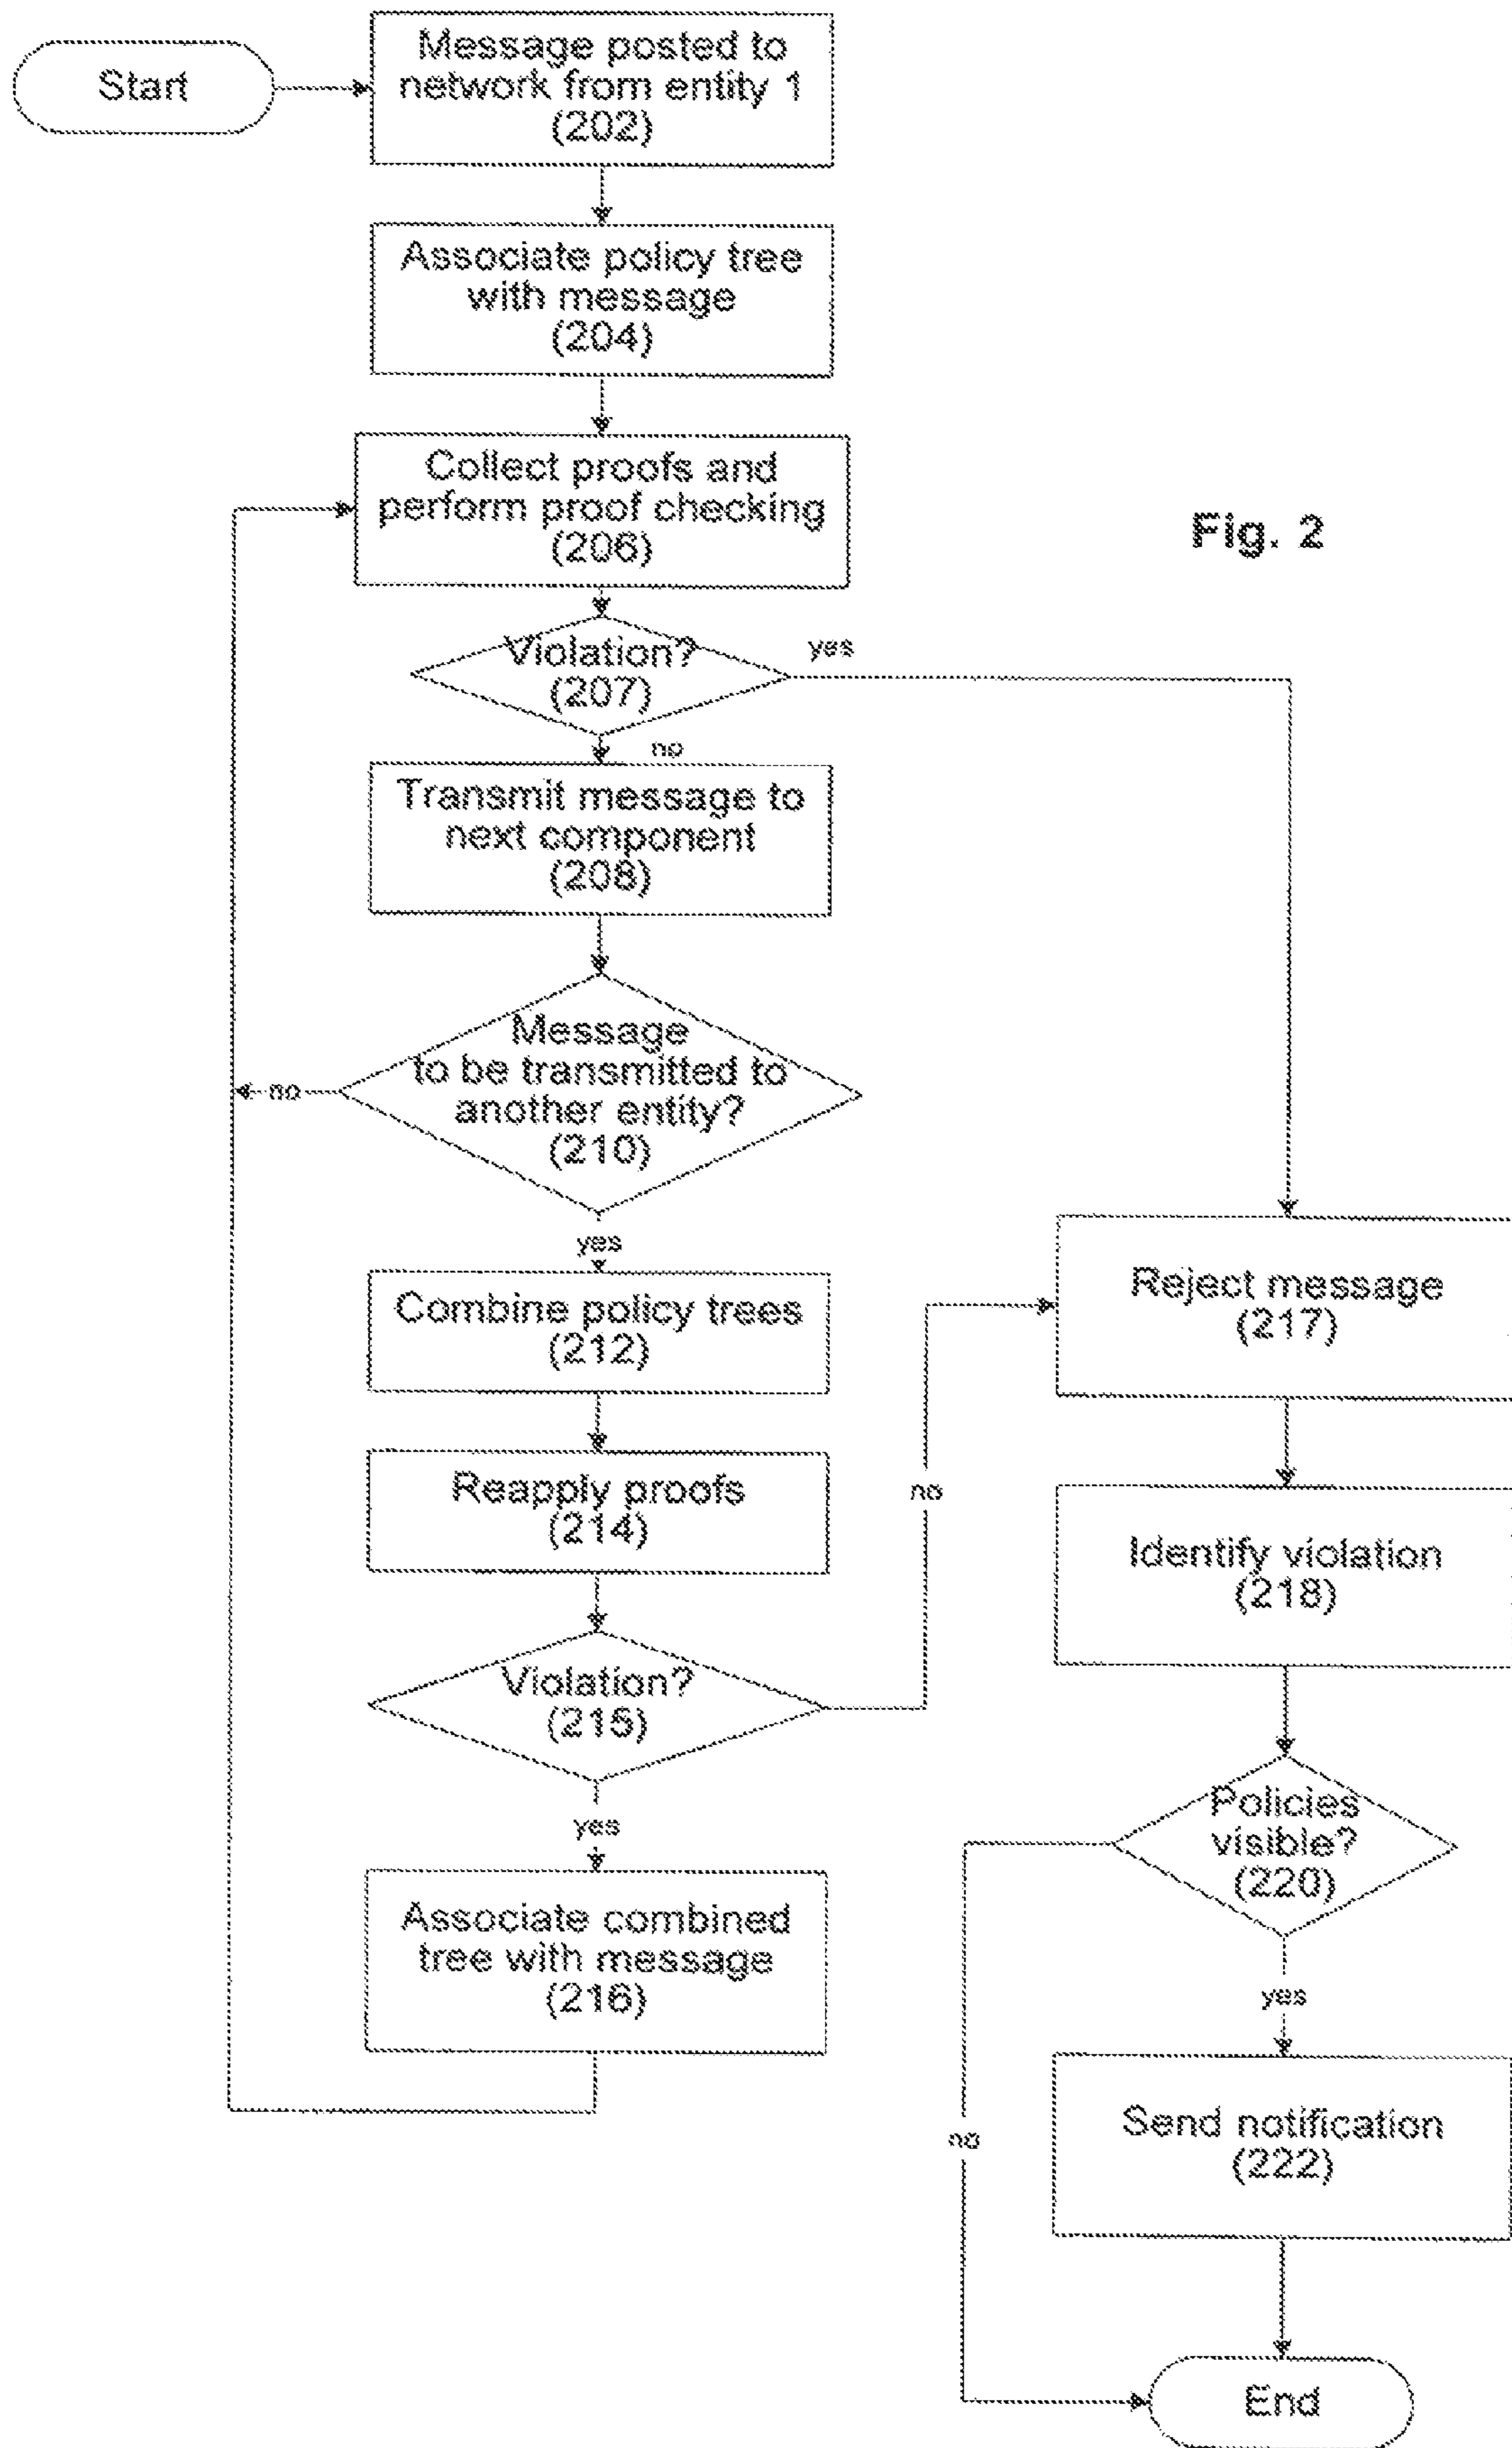 Start
Message posted to
network from entity 1
(202)
Associate policy tree
with message
(204)
Collect proofs and
perform proof checking
(206)
Fig. 2
Violation?
(207)
yes
no
Transmit message to
next component
(208)
Message
to be transmitted to
another entity?
(210)
no
yes
Combine policy trees
(212)
Reapply proofs
(214)
Violation?
(215)
no
yes
Associate combined
tree with message
(216)
Reject message
(217)
Identify violation
(218)
Policies
visible?
(220)
yes
no
Send notification
(222)
End